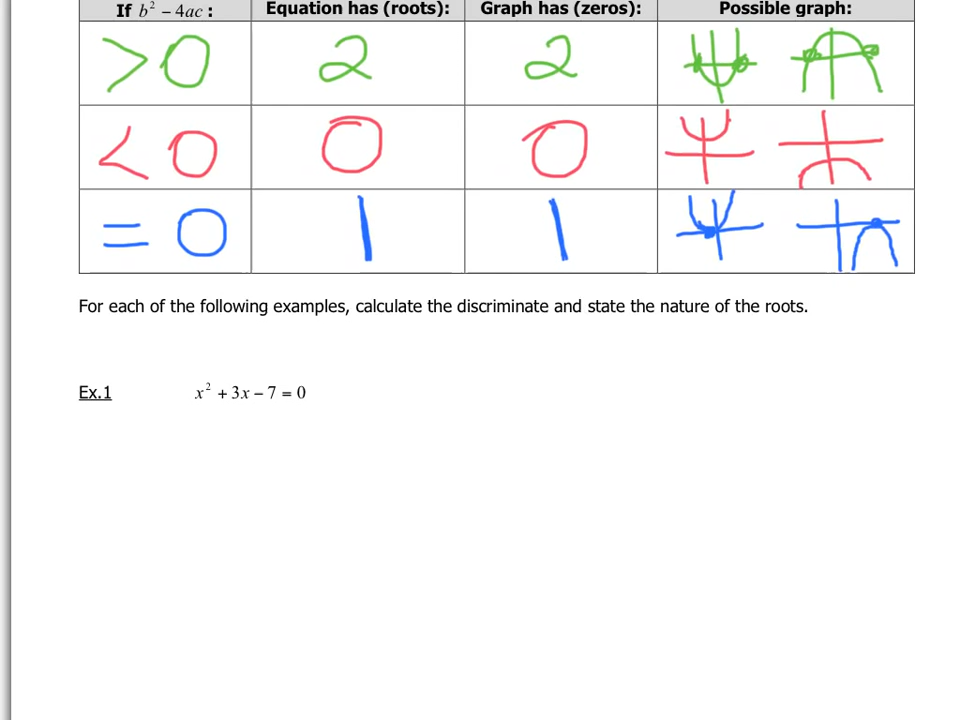 If b² – 4ac : Equation has (roots): Graph has (zeros): Possible graph:
>0 2 2
<0 0 0
=0 1 1
For each of the following examples, calculate the discriminate and state the nature of the roots.
Ex.1 x² + 3x – 7 = 0